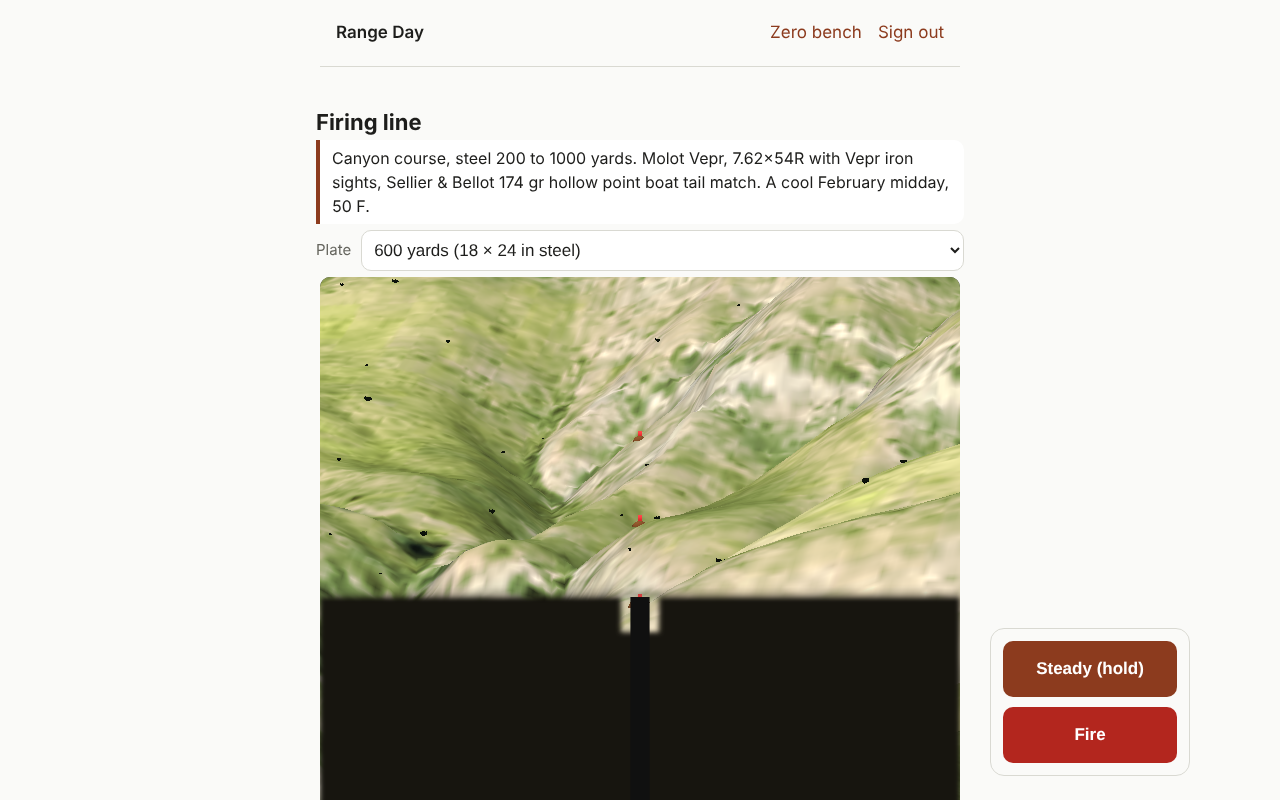 Range Day
Zero bench
Sign out
Firing line
Canyon course, steel 200 to 1000 yards. Molot Vepr, 7.62×54R with Vepr iron
sights, Sellier & Bellot 174 gr hollow point boat tail match. A cool February midday,
50 F.
Plate
600 yards (18 × 24 in steel)
Steady (hold)
Fire